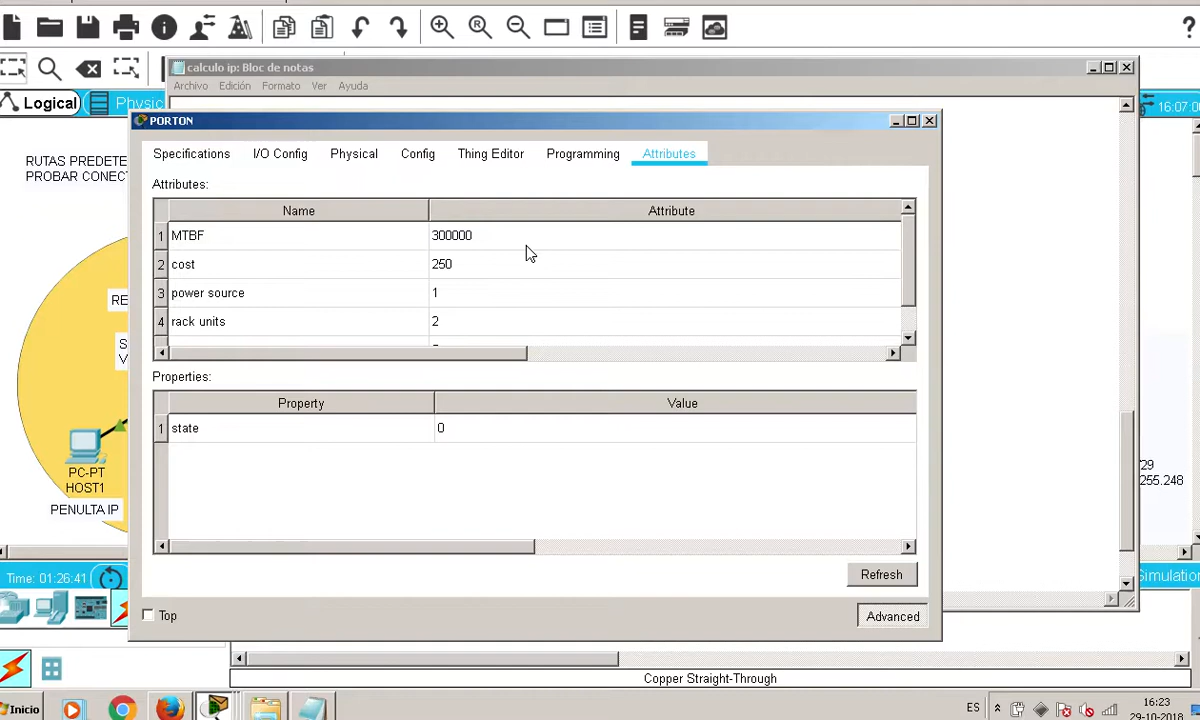 calculo ip: Bloc de notas
Archivo Edición Formato Ver Ayuda
Logical Physic
16:07:0
PORTON
Specifications I/O Config Physical Config Thing Editor Programming Attributes
RUTAS PREDETE
PROBAR CONECT
Attributes:
Name Attribute
1 MTBF 300000
2 cost 250
3 power source 1
4 rack units 2
RE
S
V
Properties:
Property Value
1 state 0
PC-PT
HOST1
PENULTA IP
29
255.248
Refresh
Time: 01:26:41
Simulation
Top
Advanced
Copper Straight-Through
Inicio
ES
16:23
29-10-2018